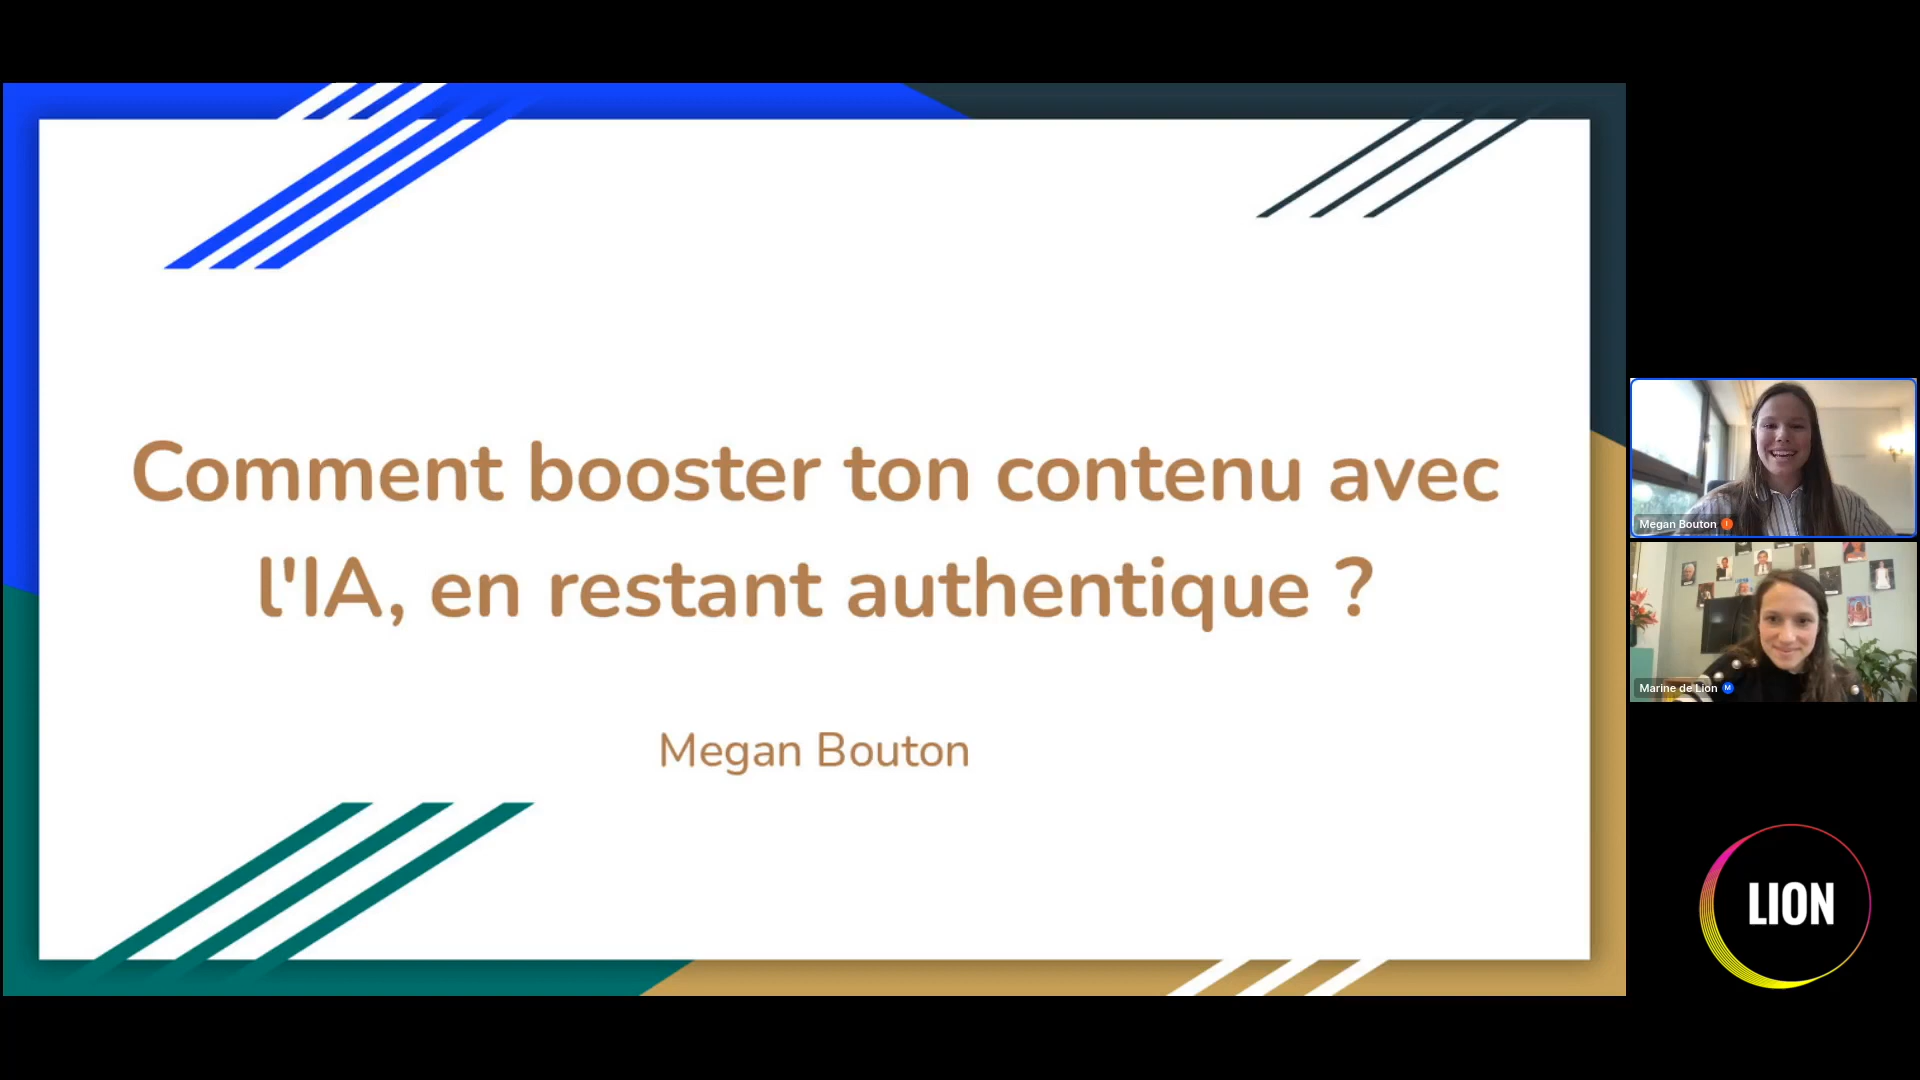 Comment booster ton contenu avec
l'IA, en restant authentique ?
Megan Bouton
Megan Bouton
Marine de Lion
M
LION